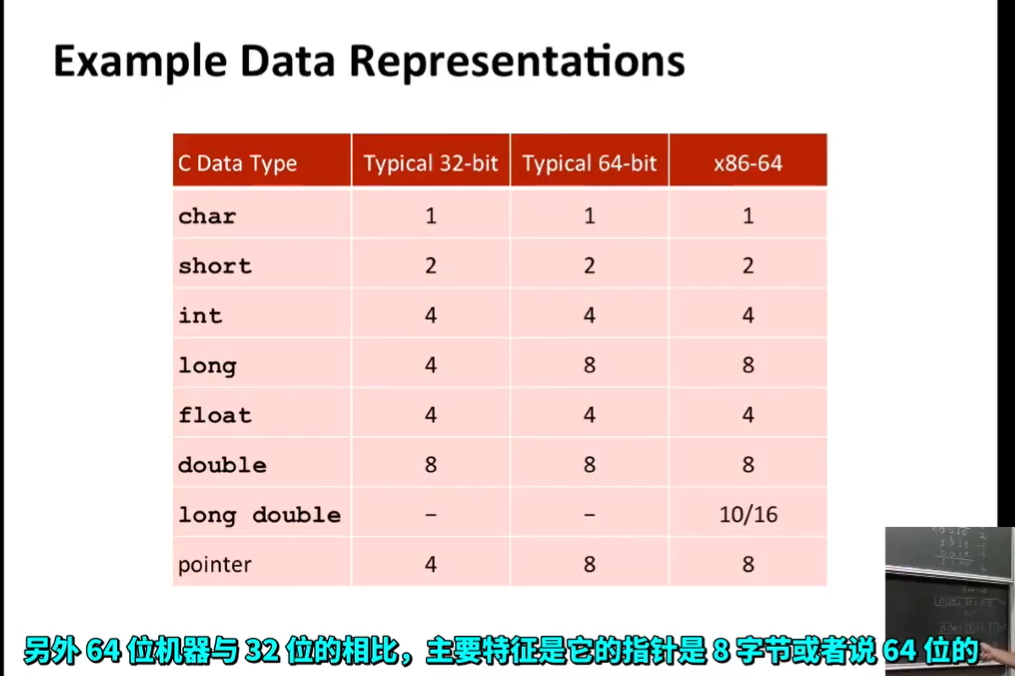 Example Data Representations
C Data Type Typical 32-bit Typical 64-bit x86-64
char 1 1 1
short 2 2 2
int 4 4 4
long 4 8 8
float 4 4 4
double 8 8 8
long double – – 10/16
pointer 4 8 8
另外 64 位机器与 32 位的相比，主要特征是它的指针是 8 字节或者说 64 位的